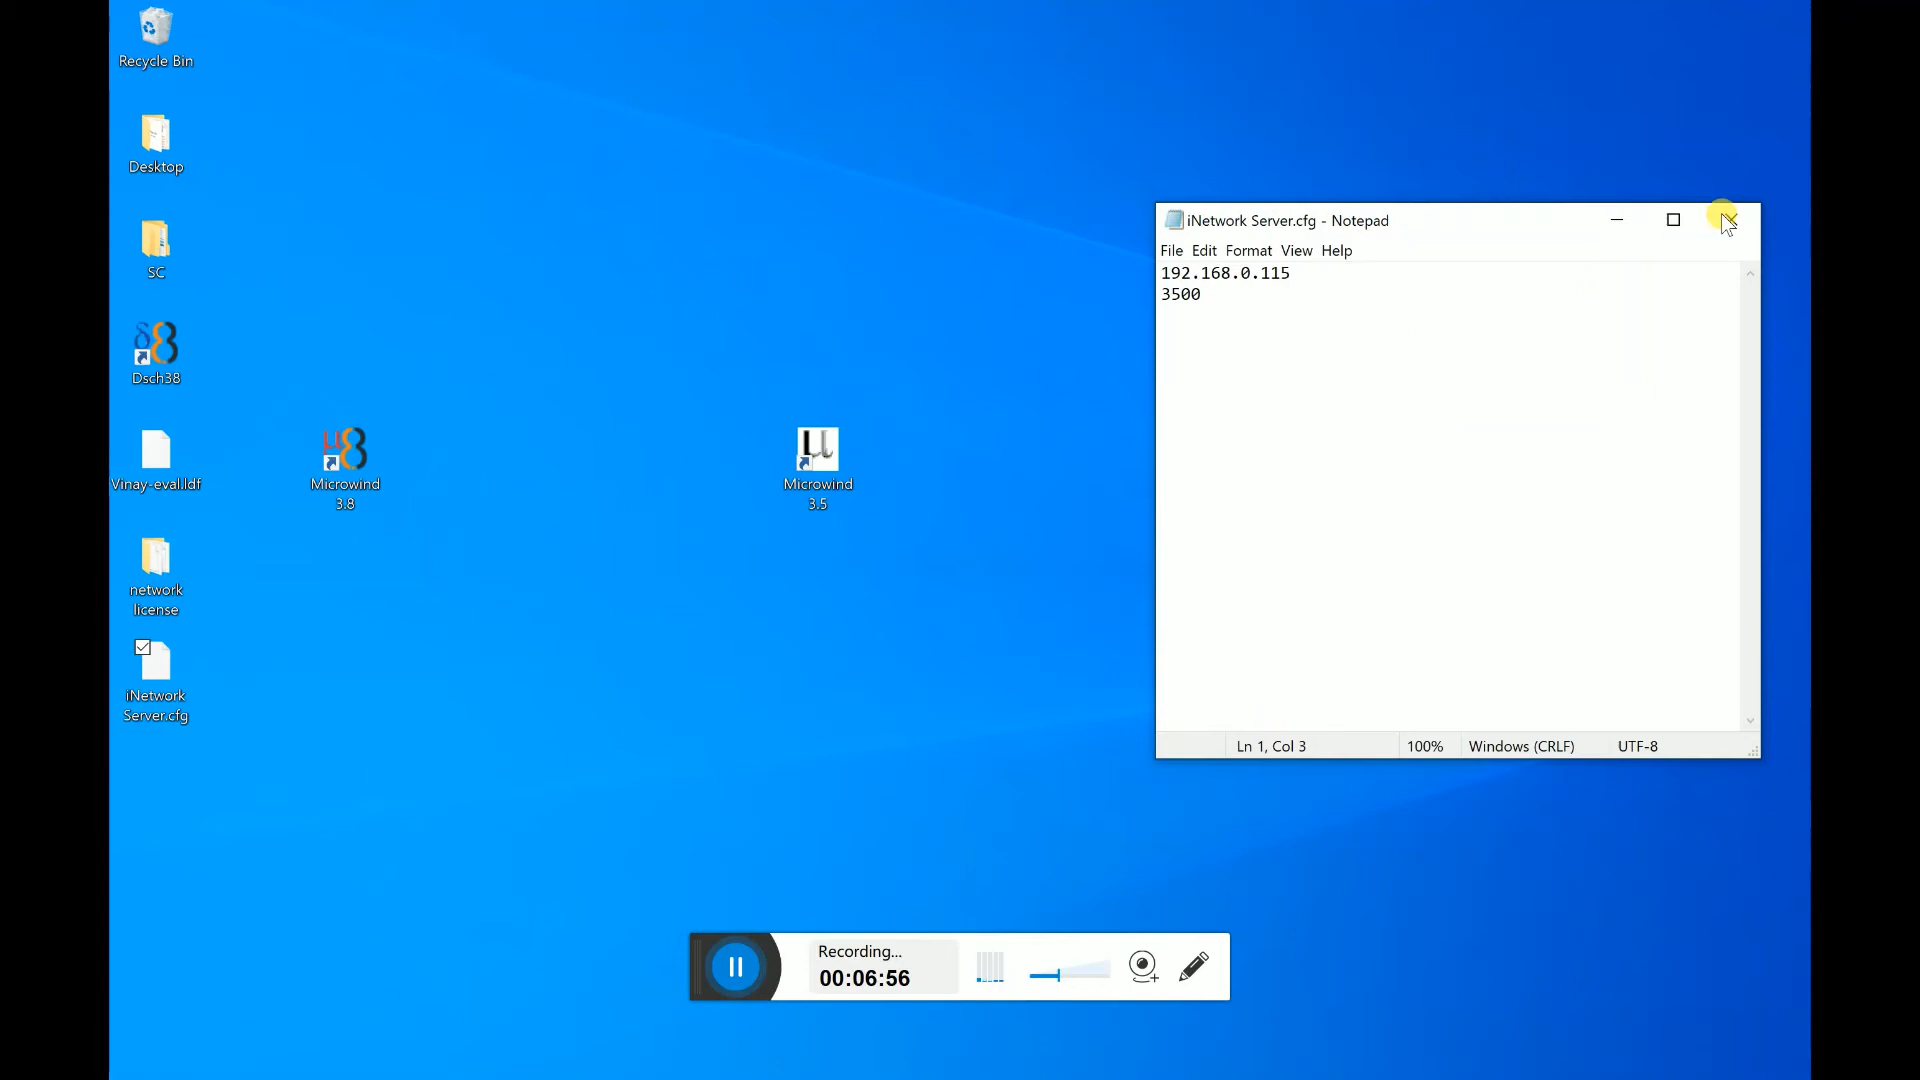 Recycle Bin
Desktop
SC
Dsch38
Vinay-eval.ldf
network
license
iNetwork
Server.cfg
Microwind
3.8
Microwind
3.5
iNetwork Server.cfg - Notepad
File Edit Format View Help
192.168.0.115
3500
Ln 1, Col 3 100% Windows (CRLF) UTF-8
Recording...
00:06:56